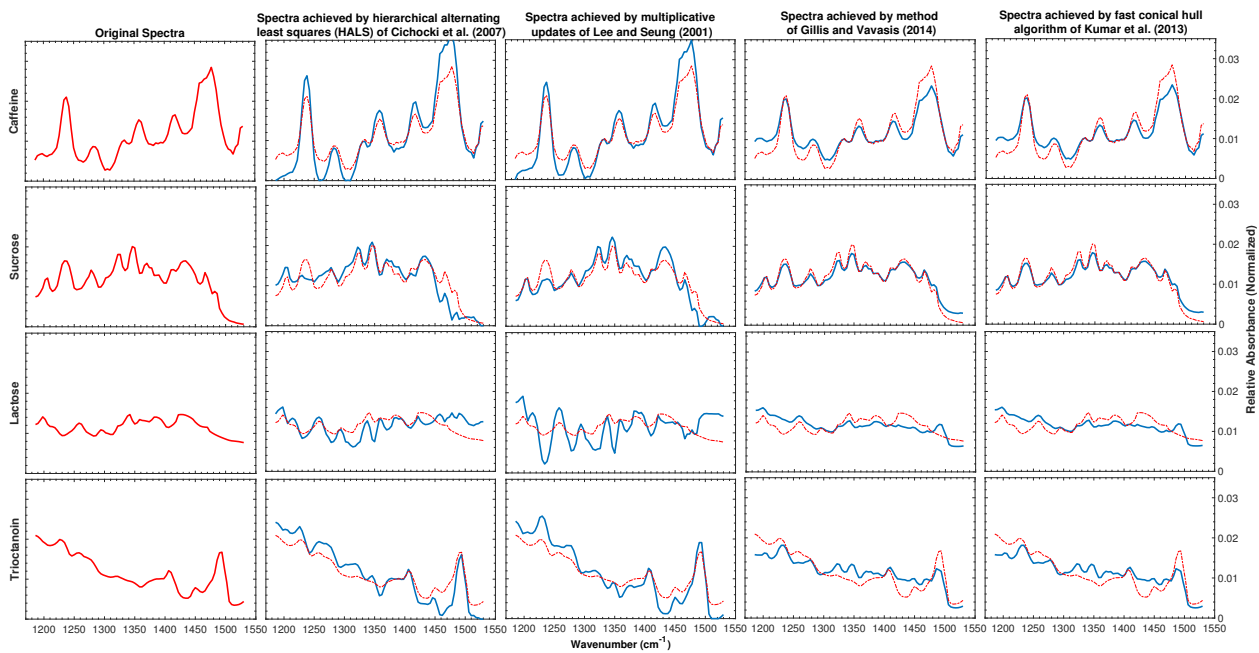 Original Spectra
Spectra achieved by hierarchical alternating
least squares (HALS) of Cichocki et al. (2007)
Spectra achieved by multiplicative
updates of Lee and Seung (2001)
Spectra achieved by method
of Gillis and Vavasis (2014)
Spectra achieved by fast conical hull
algorithm of Kumar et al. (2013)
Caffeine
0.03
0.02
0.01
0
Sucrose
0.03
0.02
0.01
0
Lactose
0.03
0.02
0.01
0
Trioctanoin
0.03
0.02
0.01
0
Relative Absorbance (Normalized)
1200 1250 1300 1350 1400 1450 1500 1550
1200 1250 1300 1350 1400 1450 1500 1550
1200 1250 1300 1350 1400 1450 1500 1550
1200 1250 1300 1350 1400 1450 1500 1550
1200 1250 1300 1350 1400 1450 1500 1550
Wavenumber (cm⁻¹)